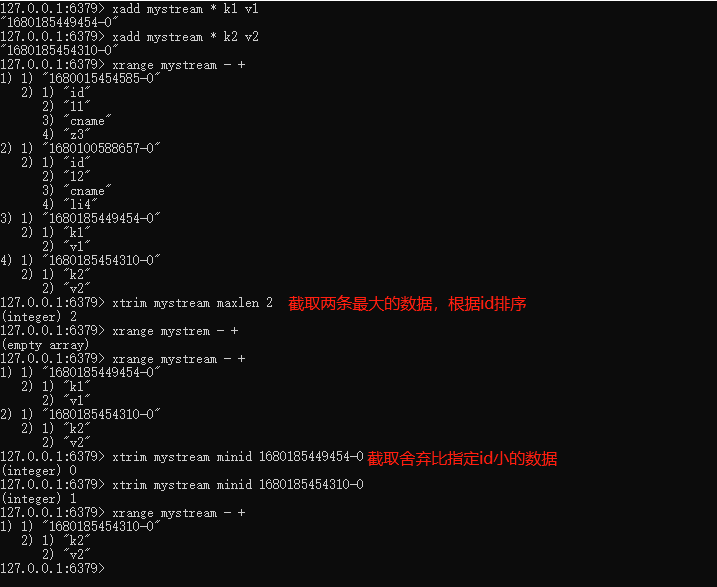 127.0.0.1:6379> xadd mystream * k1 v1
"1680185449454-0"
127.0.0.1:6379> xadd mystream * k2 v2
"1680185454310-0"
127.0.0.1:6379> xrange mystream - +
1) 1) "1680015454585-0"
   2) 1) "id"
      2) "11"
      3) "cname"
      4) "z3"
2) 1) "1680100588657-0"
   2) 1) "id"
      2) "12"
      3) "cname"
      4) "li4"
3) 1) "1680185449454-0"
   2) 1) "k1"
      2) "v1"
4) 1) "1680185454310-0"
   2) 1) "k2"
      2) "v2"
127.0.0.1:6379> xtrim mystream maxlen 2 截取两条最大的数据，根据id排序
(integer) 2
127.0.0.1:6379> xrange mystrem - +
(empty array)
127.0.0.1:6379> xrange mystream - +
1) 1) "1680185449454-0"
   2) 1) "k1"
      2) "v1"
2) 1) "1680185454310-0"
   2) 1) "k2"
      2) "v2"
127.0.0.1:6379> xtrim mystream minid 1680185449454-0 截取舍弃比指定id小的数据
(integer) 0
127.0.0.1:6379> xtrim mystream minid 1680185454310-0
(integer) 1
127.0.0.1:6379> xrange mystream - +
1) 1) "1680185454310-0"
   2) 1) "k2"
      2) "v2"
127.0.0.1:6379>